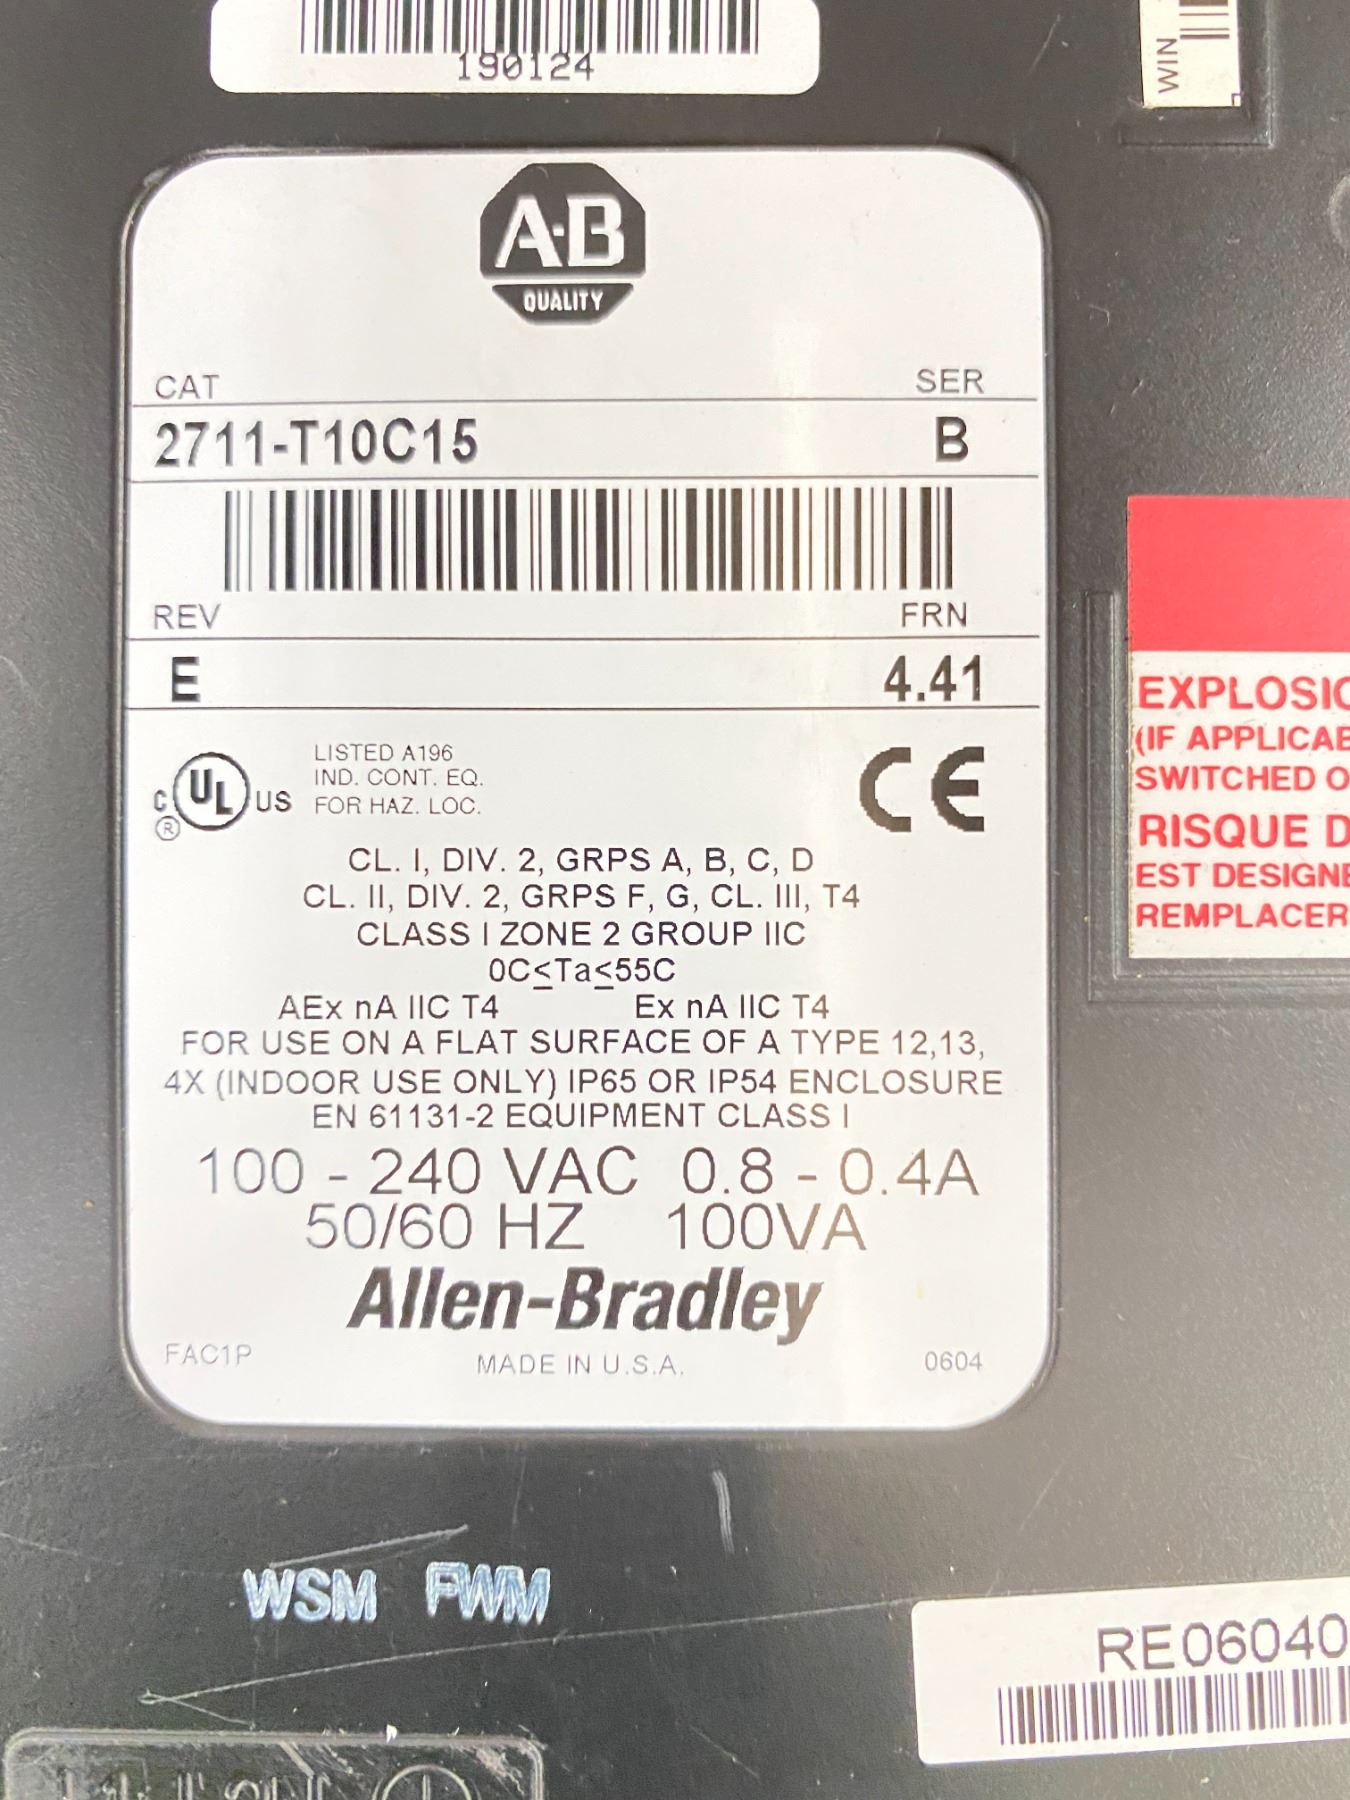 190124
WIN
A·B
QUALITY
CAT SER
2711-T10C15 B
REV FRN
E 4.41
C UL US
®
LISTED A196
IND. CONT. EQ.
FOR HAZ. LOC.
CE
CL. I, DIV. 2, GRPS A, B, C, D
CL. II, DIV. 2, GRPS F, G, CL. III, T4
CLASS I ZONE 2 GROUP IIC
0C≤Ta≤55C
AEx nA IIC T4 Ex nA IIC T4
FOR USE ON A FLAT SURFACE OF A TYPE 12,13,
4X (INDOOR USE ONLY) IP65 OR IP54 ENCLOSURE
EN 61131-2 EQUIPMENT CLASS I
100 - 240 VAC 0.8 - 0.4A
50/60 HZ 100VA
Allen-Bradley
FAC1P MADE IN U.S.A. 0604
EXPLOSIO
(IF APPLICAB
SWITCHED O
RISQUE D
EST DESIGNE
REMPLACER
WSM FWM
RE06040